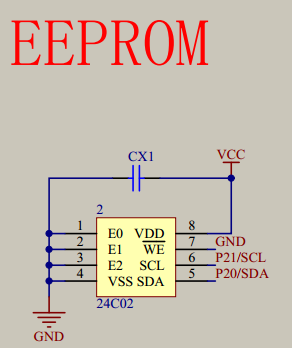 EEPROM
CX1
VCC
2
1 E0 VDD 8
2 E1 WE 7 GND
3 E2 SCL 6 P21/SCL
4 VSS SDA 5 P20/SDA
24C02
GND